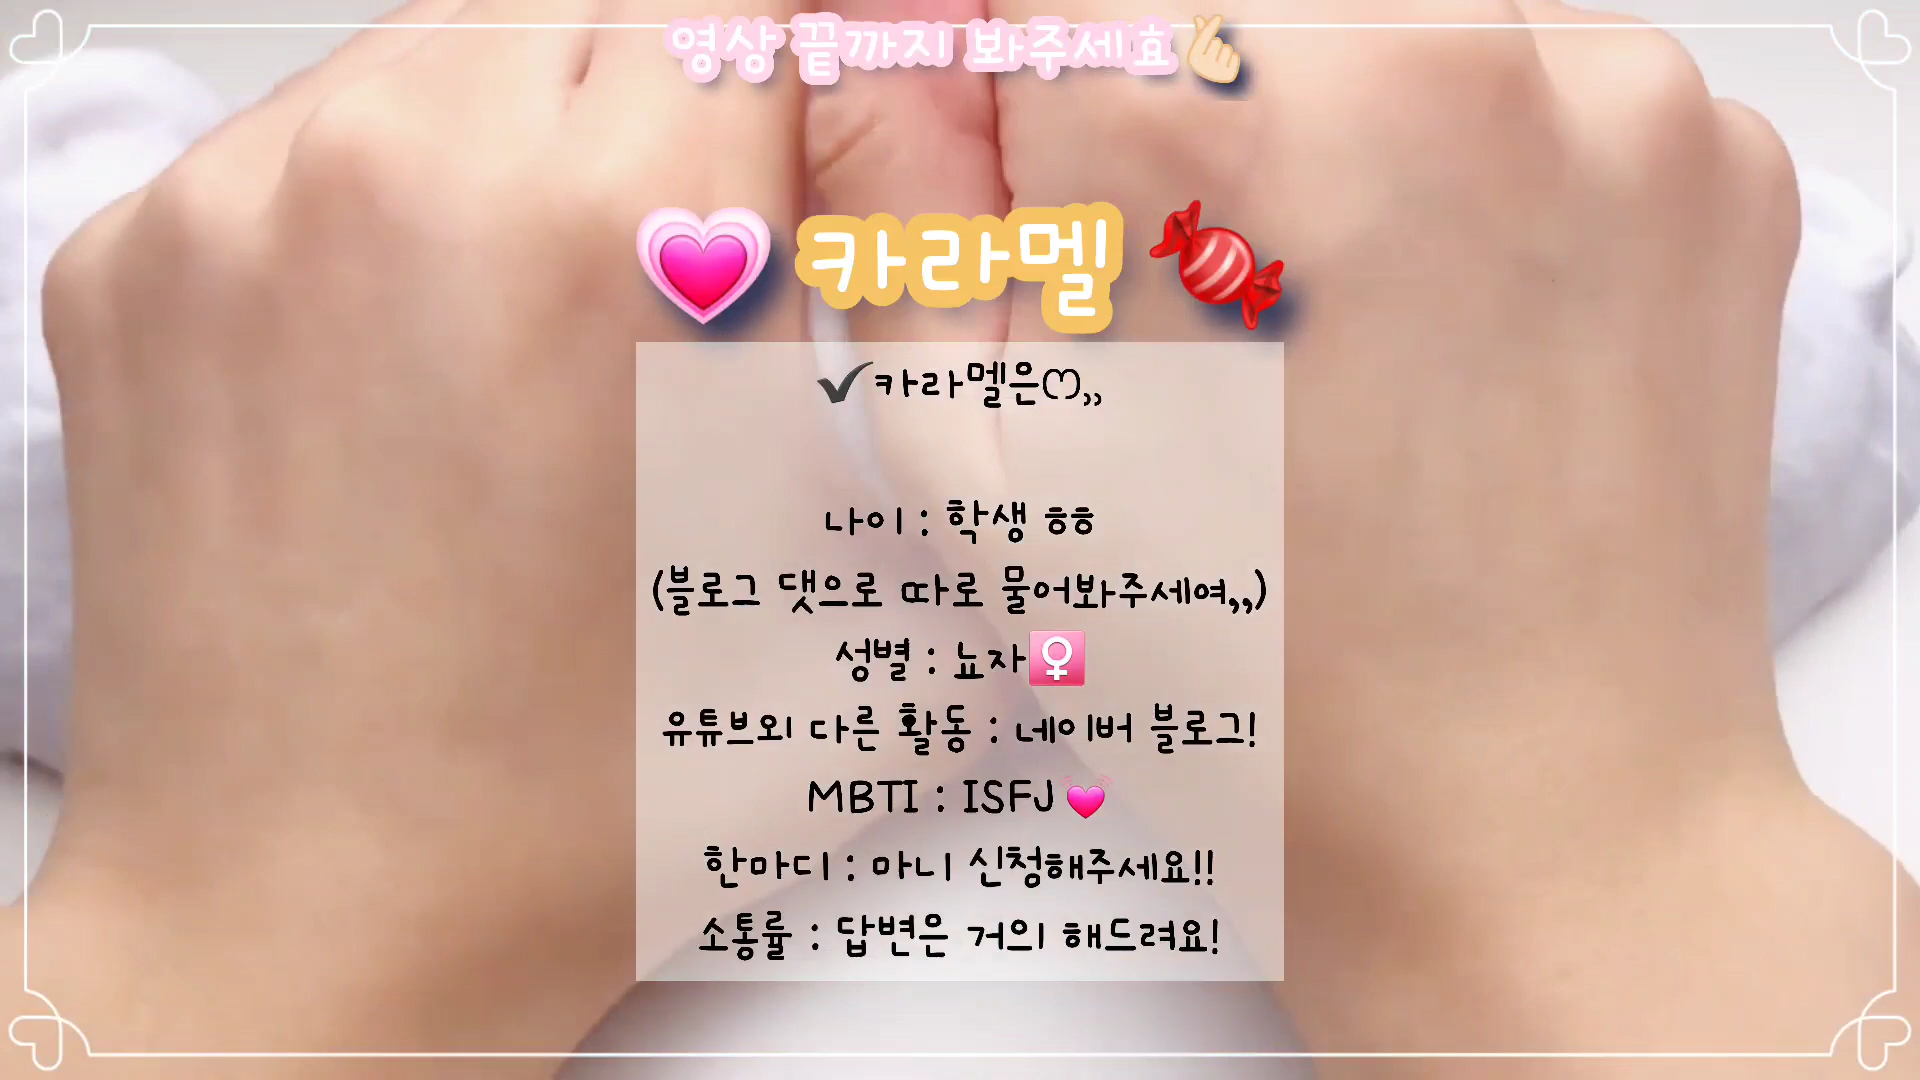 영상 끝까지 봐주세효🫰🏻
💗 카라멜 🍬
✔카라멜은ෆ,,
나이 : 학생 ㅎㅎ
(블로그 댓으로 따로 물어봐주세여,,)
성별 : 뇨자🚺
유튜브외 다른 활동 : 네이버 블로그!
MBTI : ISFJ💓
한마디 : 마니 신청해주세요!!
소통률 : 답변은 거의 해드려요!